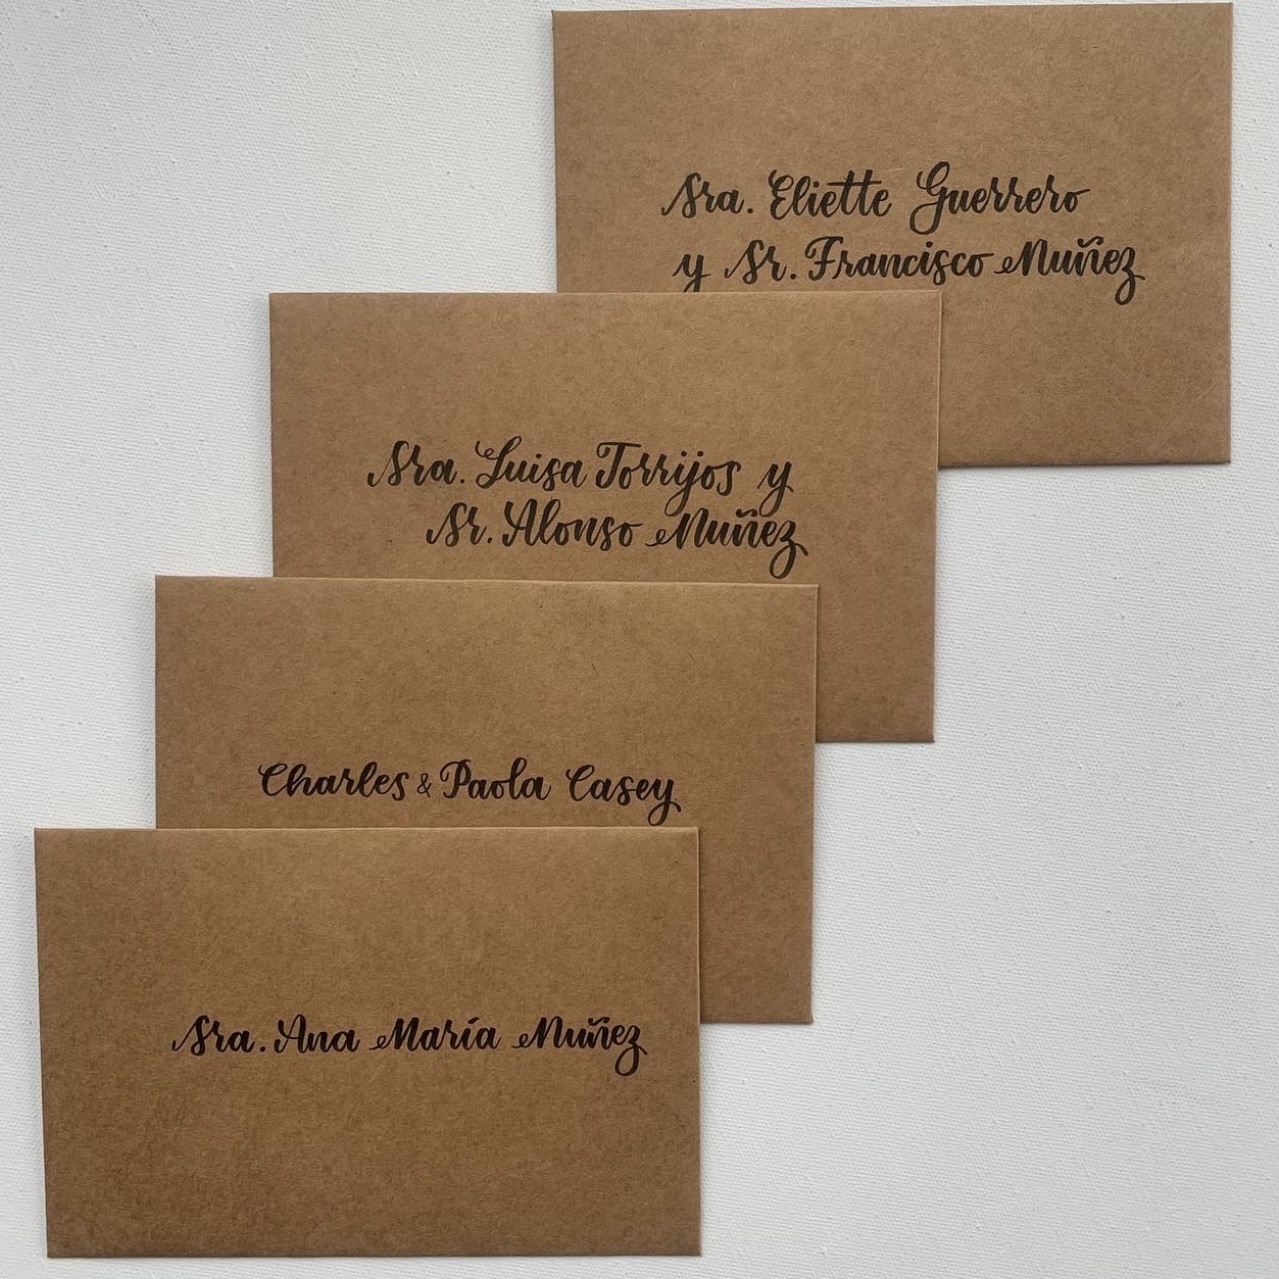 Sra. Eliette Guerrero
y Sr. Francisco Nuñez
Sra. Luisa Torrijos y
Sr. Alonso Nuñez
Charles & Paola Casey
Sra. Ana María Nuñez